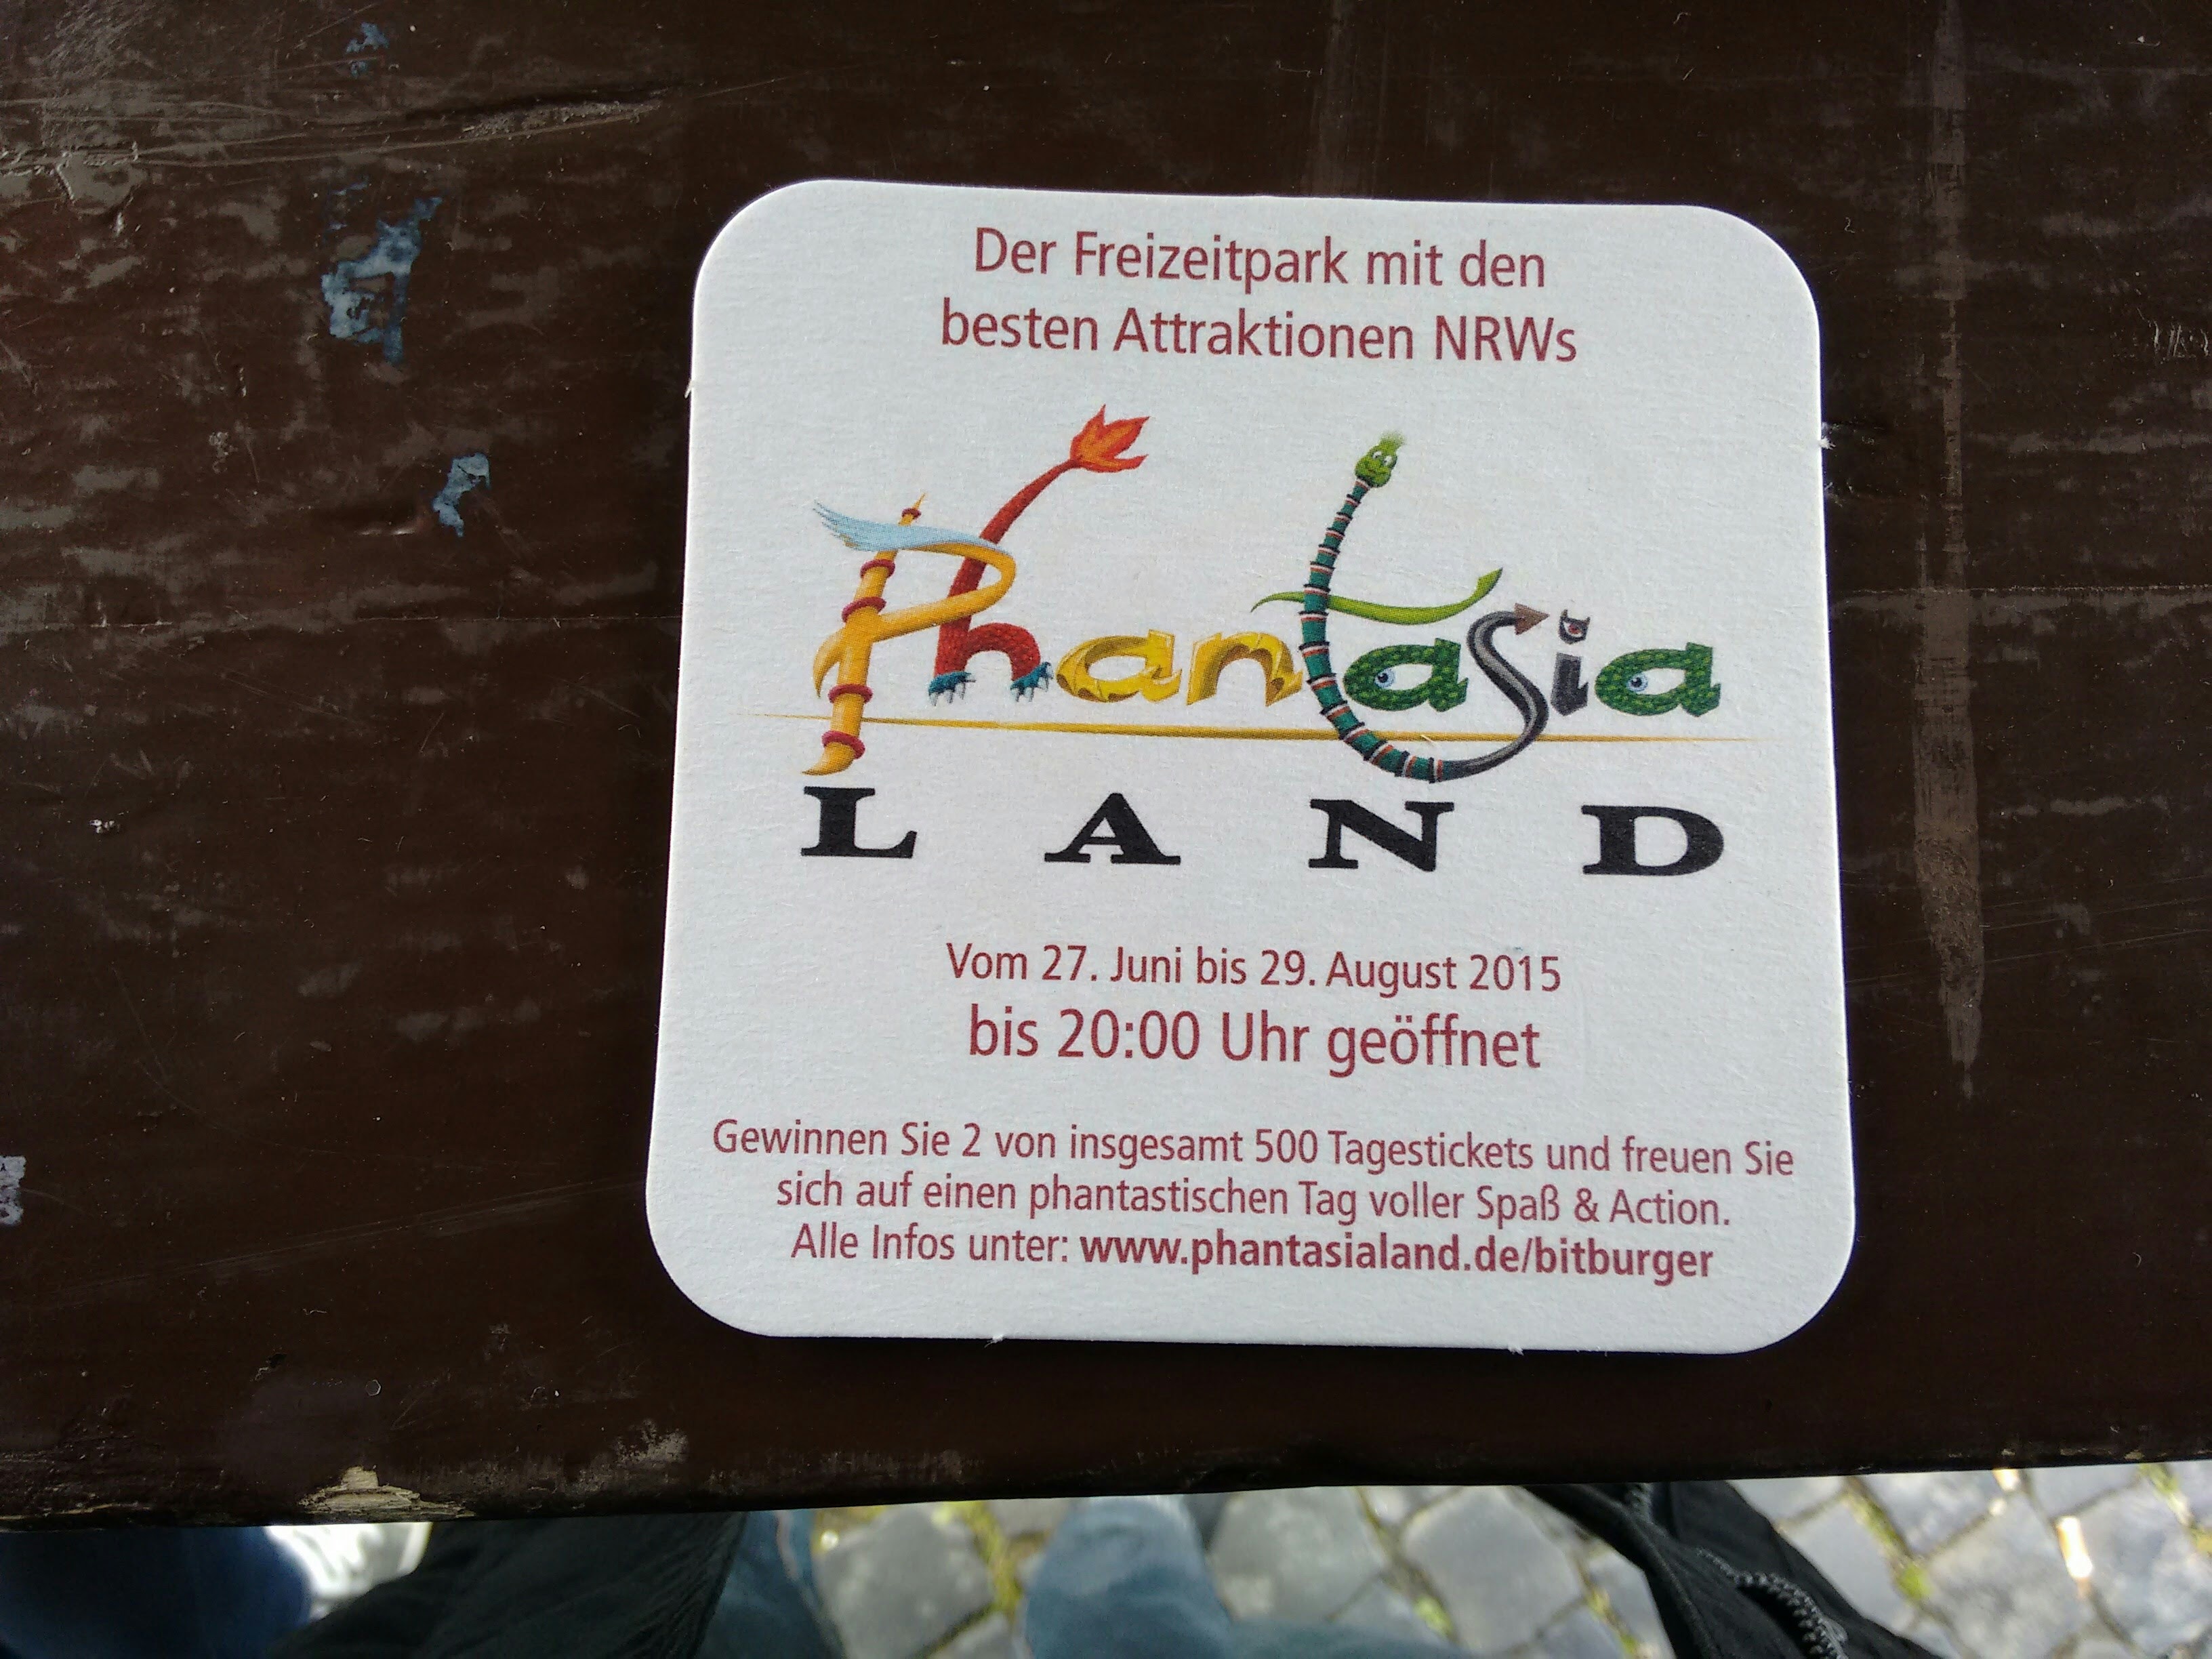 Der Freizeitpark mit den
besten Attraktionen NRWs
Phantasia
LAND
Vom 27. Juni bis 29. August 2015
bis 20:00 Uhr geöffnet
Gewinnen Sie 2 von insgesamt 500 Tagestickets und freuen Sie
sich auf einen phantastischen Tag voller Spaß & Action.
Alle Infos unter: www.phantasialand.de/bitburger